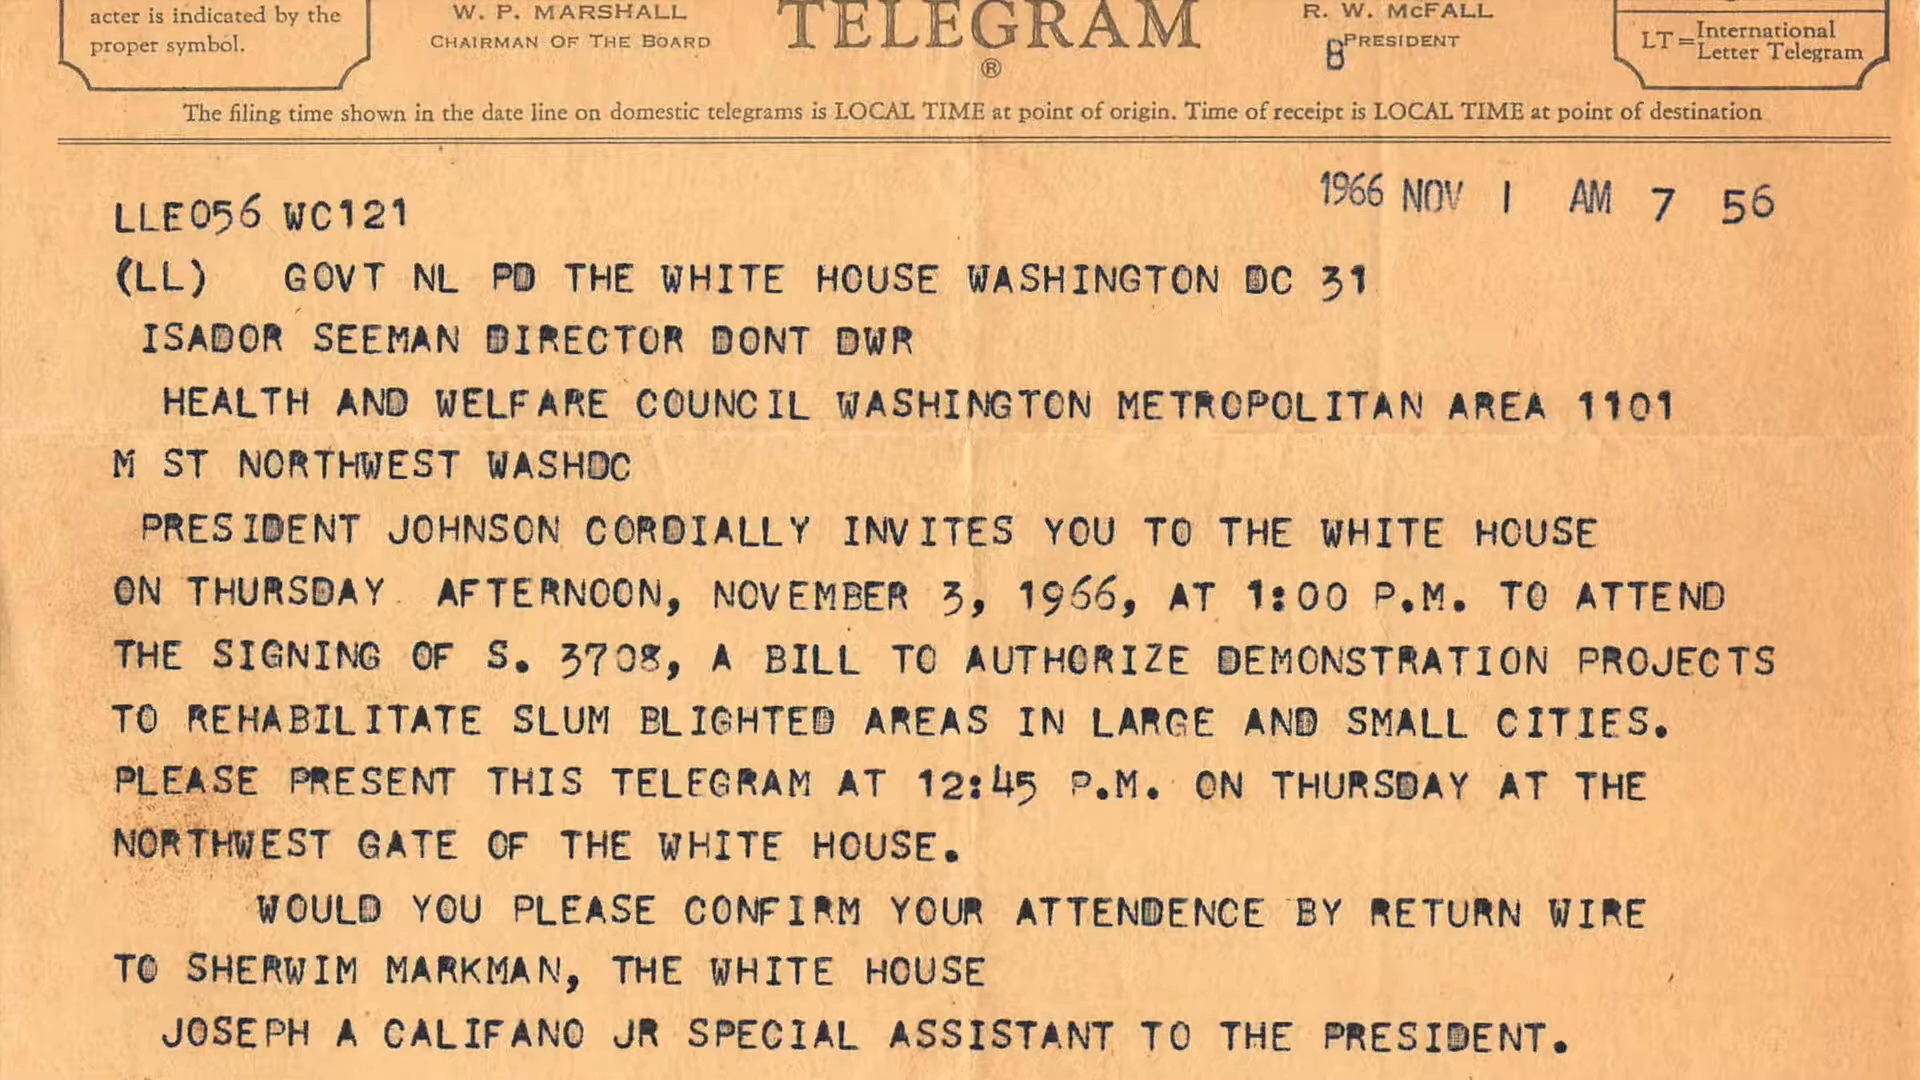 acter is indicated by the
proper symbol.
W. P. MARSHALL
CHAIRMAN OF THE BOARD
TELEGRAM
®
R. W. McFALL
PRESIDENT
B
LT=International
Letter Telegram
The filing time shown in the date line on domestic telegrams is LOCAL TIME at point of origin. Time of receipt is LOCAL TIME at point of destination
1966 NOV 1 AM 7 56
LLE056 WC121
(LL) GOVT NL PD THE WHITE HOUSE WASHINGTON DC 31
ISADOR SEEMAN DIRECTOR DONT DWR
HEALTH AND WELFARE COUNCIL WASHINGTON METROPOLITAN AREA 1101
M ST NORTHWEST WASHDC
PRESIDENT JOHNSON CORDIALLY INVITES YOU TO THE WHITE HOUSE
ON THURSDAY AFTERNOON, NOVEMBER 3, 1966, AT 1:00 P.M. TO ATTEND
THE SIGNING OF S. 3708, A BILL TO AUTHORIZE DEMONSTRATION PROJECTS
TO REHABILITATE SLUM BLIGHTED AREAS IN LARGE AND SMALL CITIES.
PLEASE PRESENT THIS TELEGRAM AT 12:45 P.M. ON THURSDAY AT THE
NORTHWEST GATE OF THE WHITE HOUSE.
WOULD YOU PLEASE CONFIRM YOUR ATTENDENCE BY RETURN WIRE
TO SHERWIM MARKMAN, THE WHITE HOUSE
JOSEPH A CALIFANO JR SPECIAL ASSISTANT TO THE PRESIDENT.